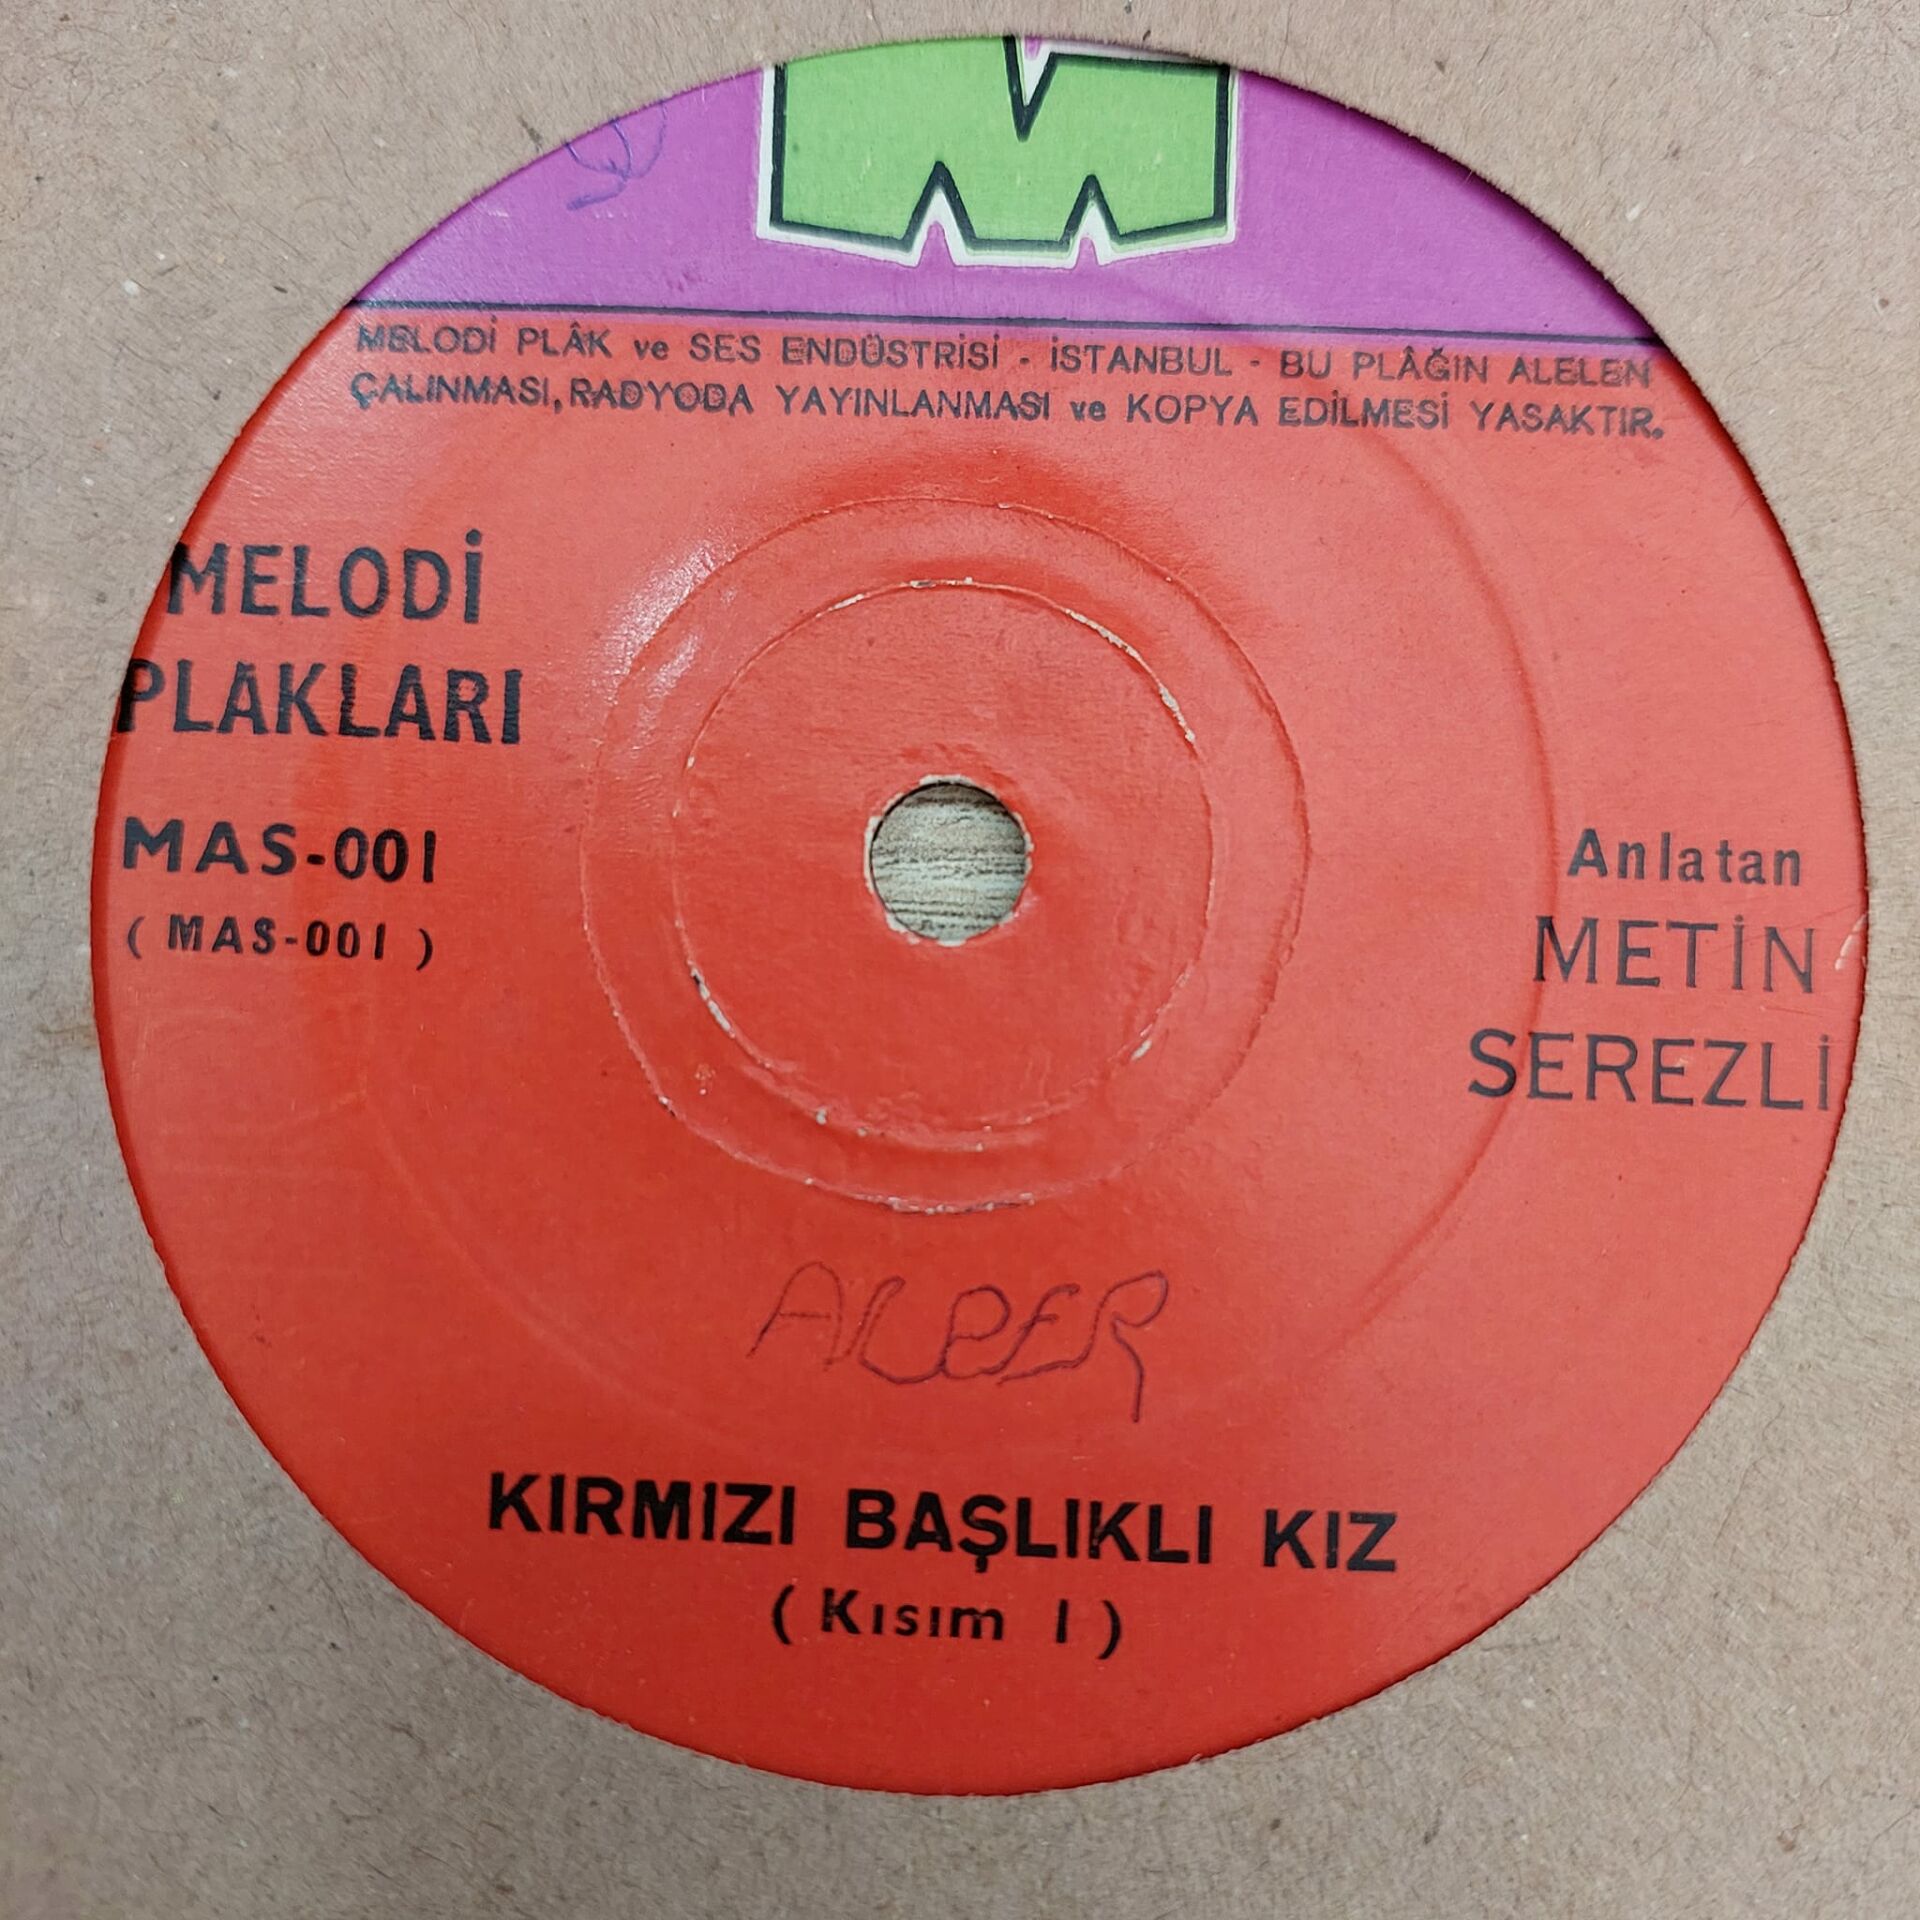 M
MELODİ PLÂK ve SES ENDÜSTRİSİ - İSTANBUL - BU PLÂĞIN ALELEN
ÇALINMASI, RADYODA YAYINLANMASI ve KOPYA EDİLMESİ YASAKTIR.
MELODİ
PLAKLARI
MAS-001
( MAS-001 )
Anlatan
METİN
SEREZLİ
ALPER
KIRMIZI BAŞLIKLI KIZ
( Kısım 1 )